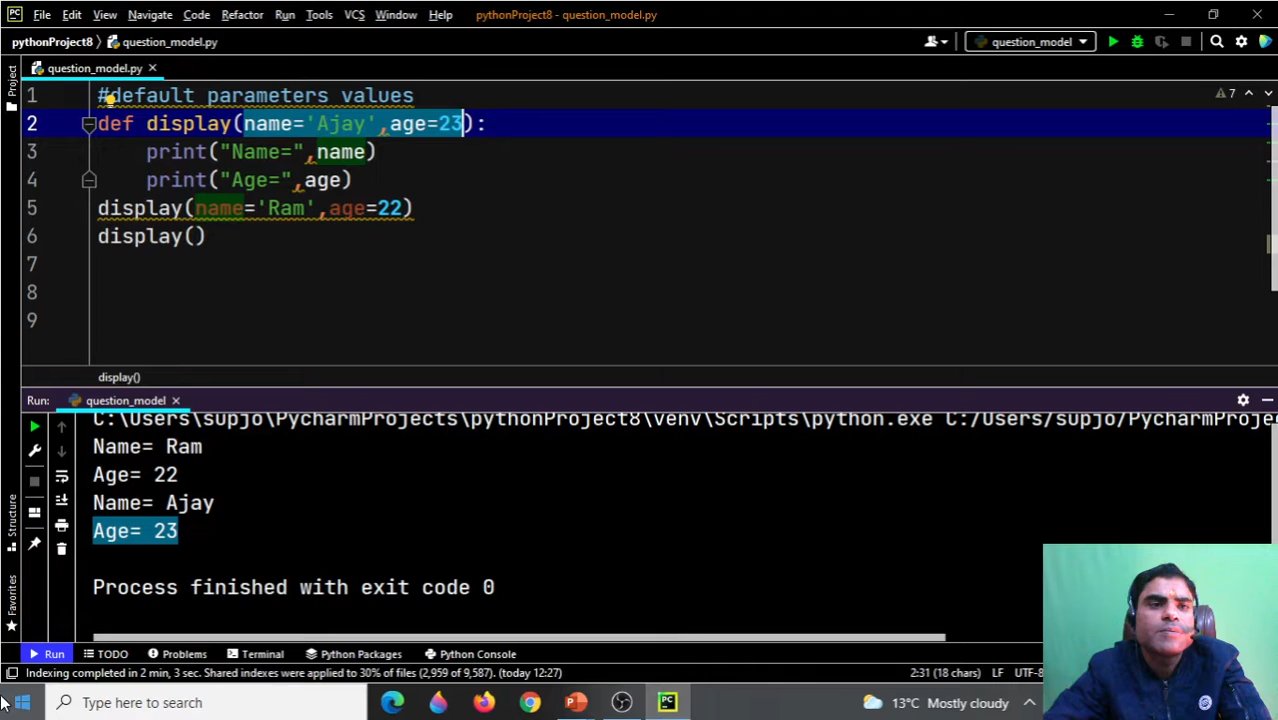 File Edit View Navigate Code Refactor Run Tools VCS Window Help pythonProject8 - question_model.py
pythonProject8 question_model.py question_model
Project
question_model.py
1 #default parameters values
7
2 def display(name='Ajay',age=23):
3 print("Name=",name)
4 print("Age=",age)
5 display(name='Ram',age=22)
6 display()
7
8
9
display()
Run: question_model
C:\Users\supjo\PycharmProjects\pythonProject8\venv\Scripts\python.exe C:/Users/supjo/PycharmProje
Name= Ram
Age= 22
Name= Ajay
Age= 23
Process finished with exit code 0
Structure
Favorites
Run TODO Problems Terminal Python Packages Python Console
Indexing completed in 2 min, 3 sec. Shared indexes were applied to 30% of files (2,959 of 9,587). (today 12:27) 2:31 (18 chars) LF UTF-8
Type here to search 13°C Mostly cloudy